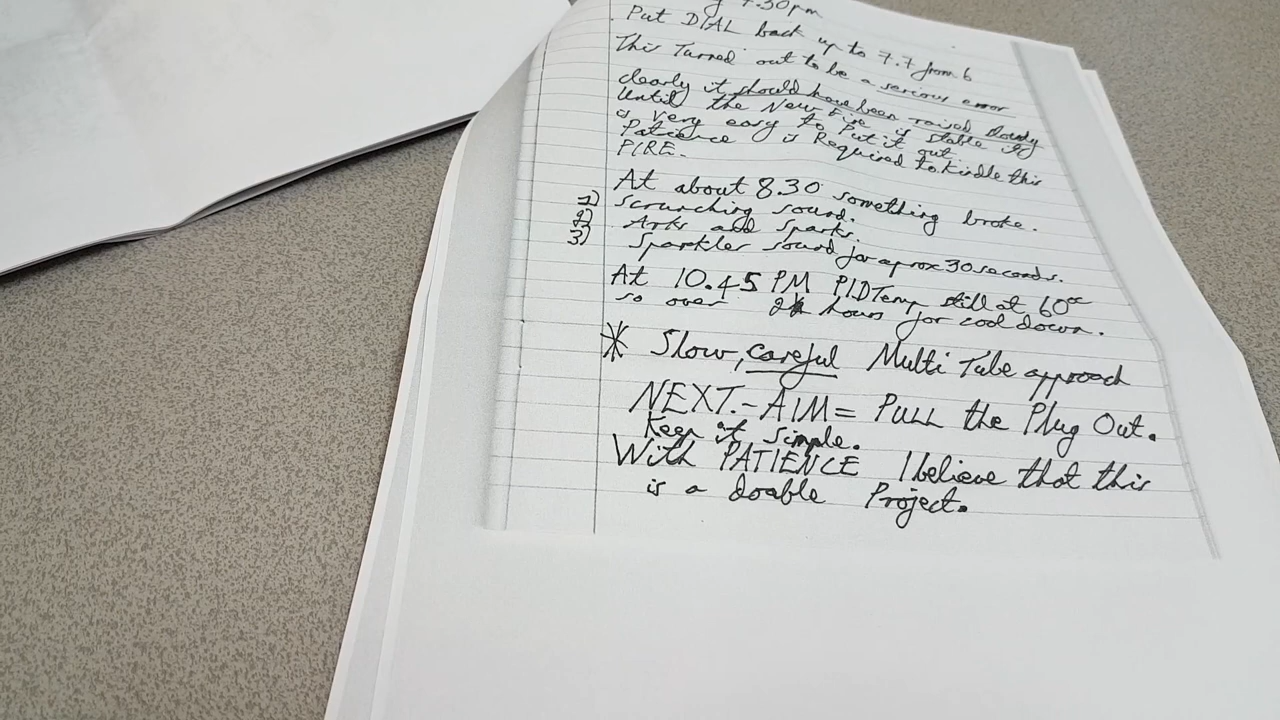 7.30pm
Put DIAL back up to 7.7 from 6
This Turned out to be a serious error
clearly it should have been raised slowly
Until the New Fire is stable it
is very easy to Put it out
Patience is Required to kindle this
FIRE.
At about 8.30 something broke.
1) Scrunching sound.
2) Arks and Sparks.
3) Sparkler sound for aprox 30 seconds.
At 10.45 PM PID Temp still at 60°c
so over 2 hours for cool down.
* Slow, careful Multi Tube approach
NEXT.- AIM = PULL the Plug Out.
Keep it simple.
With PATIENCE I believe that this
is a doable Project.